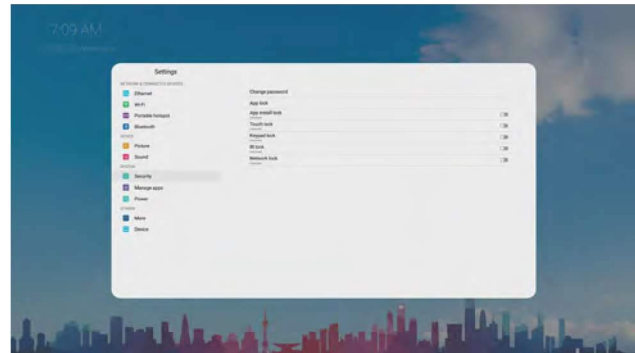 7:09 AM
Settings
Ethernet
Wi-Fi
Portable hotspot
Bluetooth
Picture
Sound
Security
Manage apps
Power
More
Device
Change password
App lock
App install lock
Touch lock
Keypad lock
IR lock
Network lock